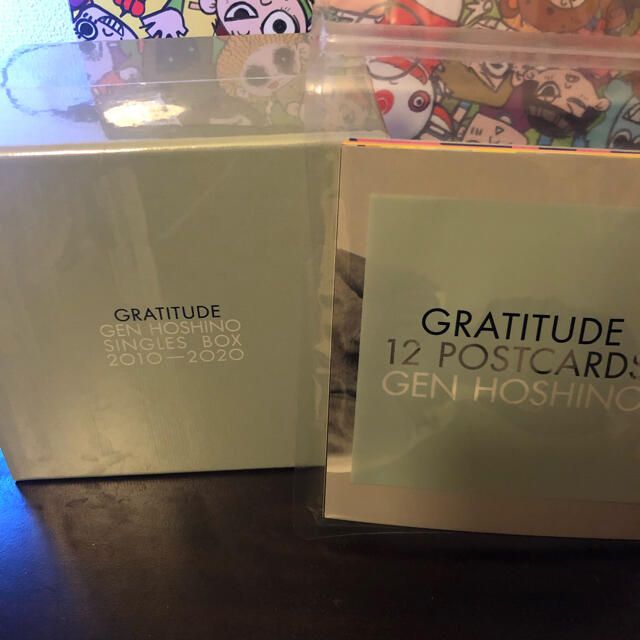 GRATITUDE
GEN HOSHINO
SINGLES BOX
2010—2020
GRATITUDE
12 POSTCARDS
GEN HOSHINO